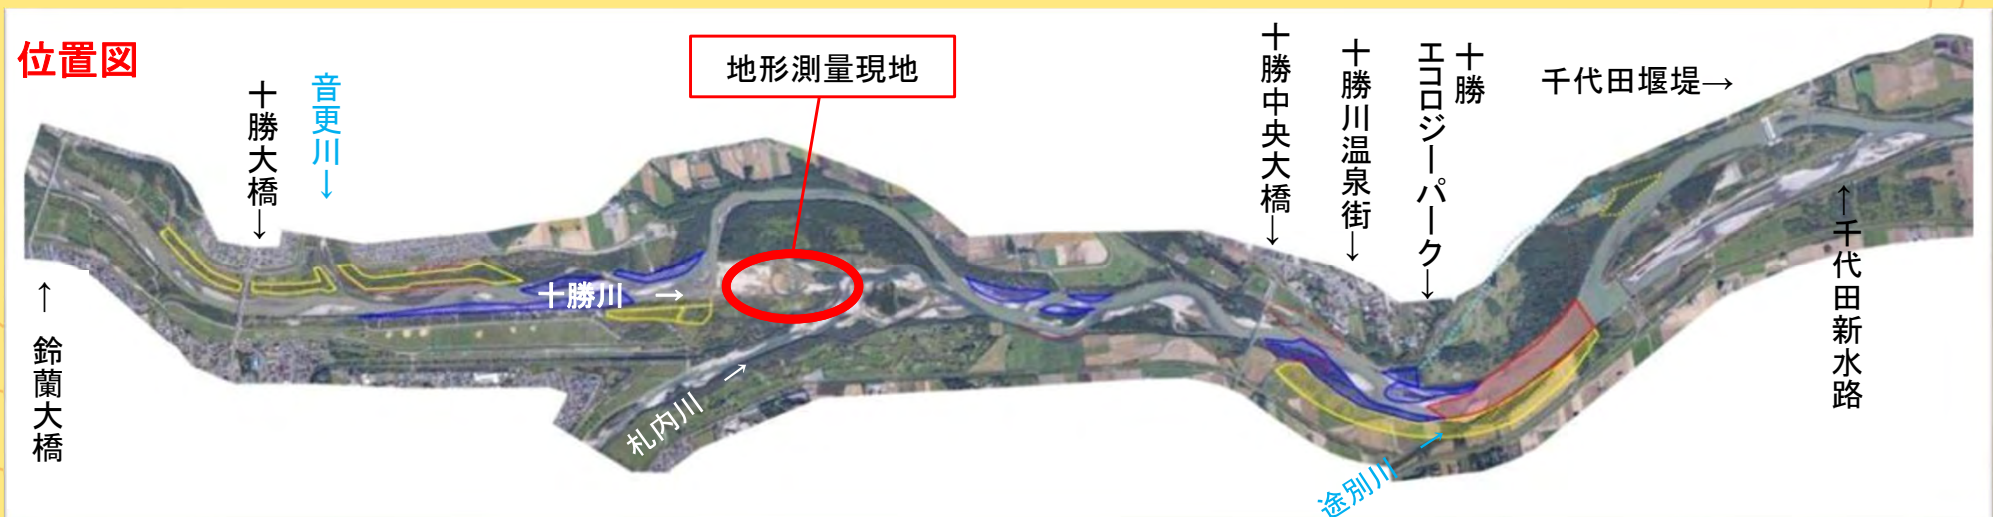 位置図
地形測量現地
十勝大橋↓
音更川↓
十勝中央大橋↓
十勝川温泉街↓
十勝
エコロジーパーク↓
千代田堰堤→
十勝川 →
札内川
→
途別川
→
↑鈴蘭大橋
↑千代田新水路